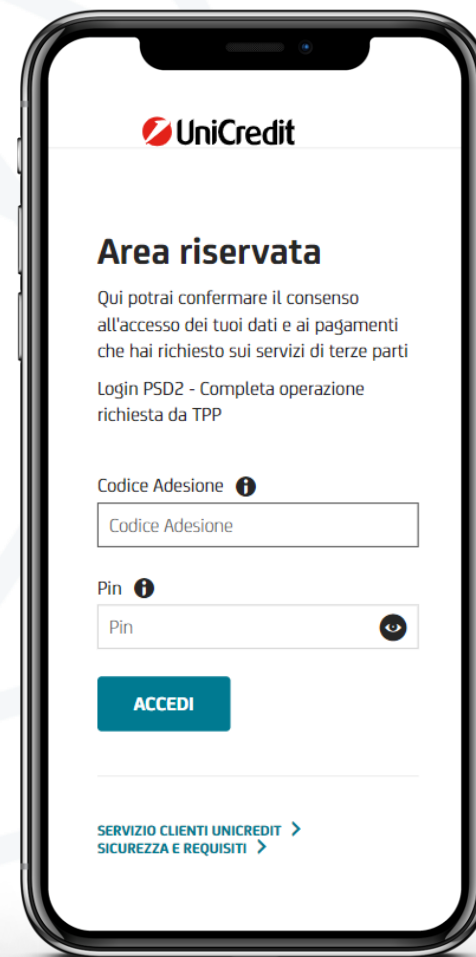 UniCredit
Area riservata
Qui potrai confermare il consenso
all'accesso dei tuoi dati e ai pagamenti
che hai richiesto sui servizi di terze parti
Login PSD2 - Completa operazione
richiesta da TPP
Codice Adesione
Codice Adesione
Pin
Pin
ACCEDI
SERVIZIO CLIENTI UNICREDIT
SICUREZZA E REQUISITI